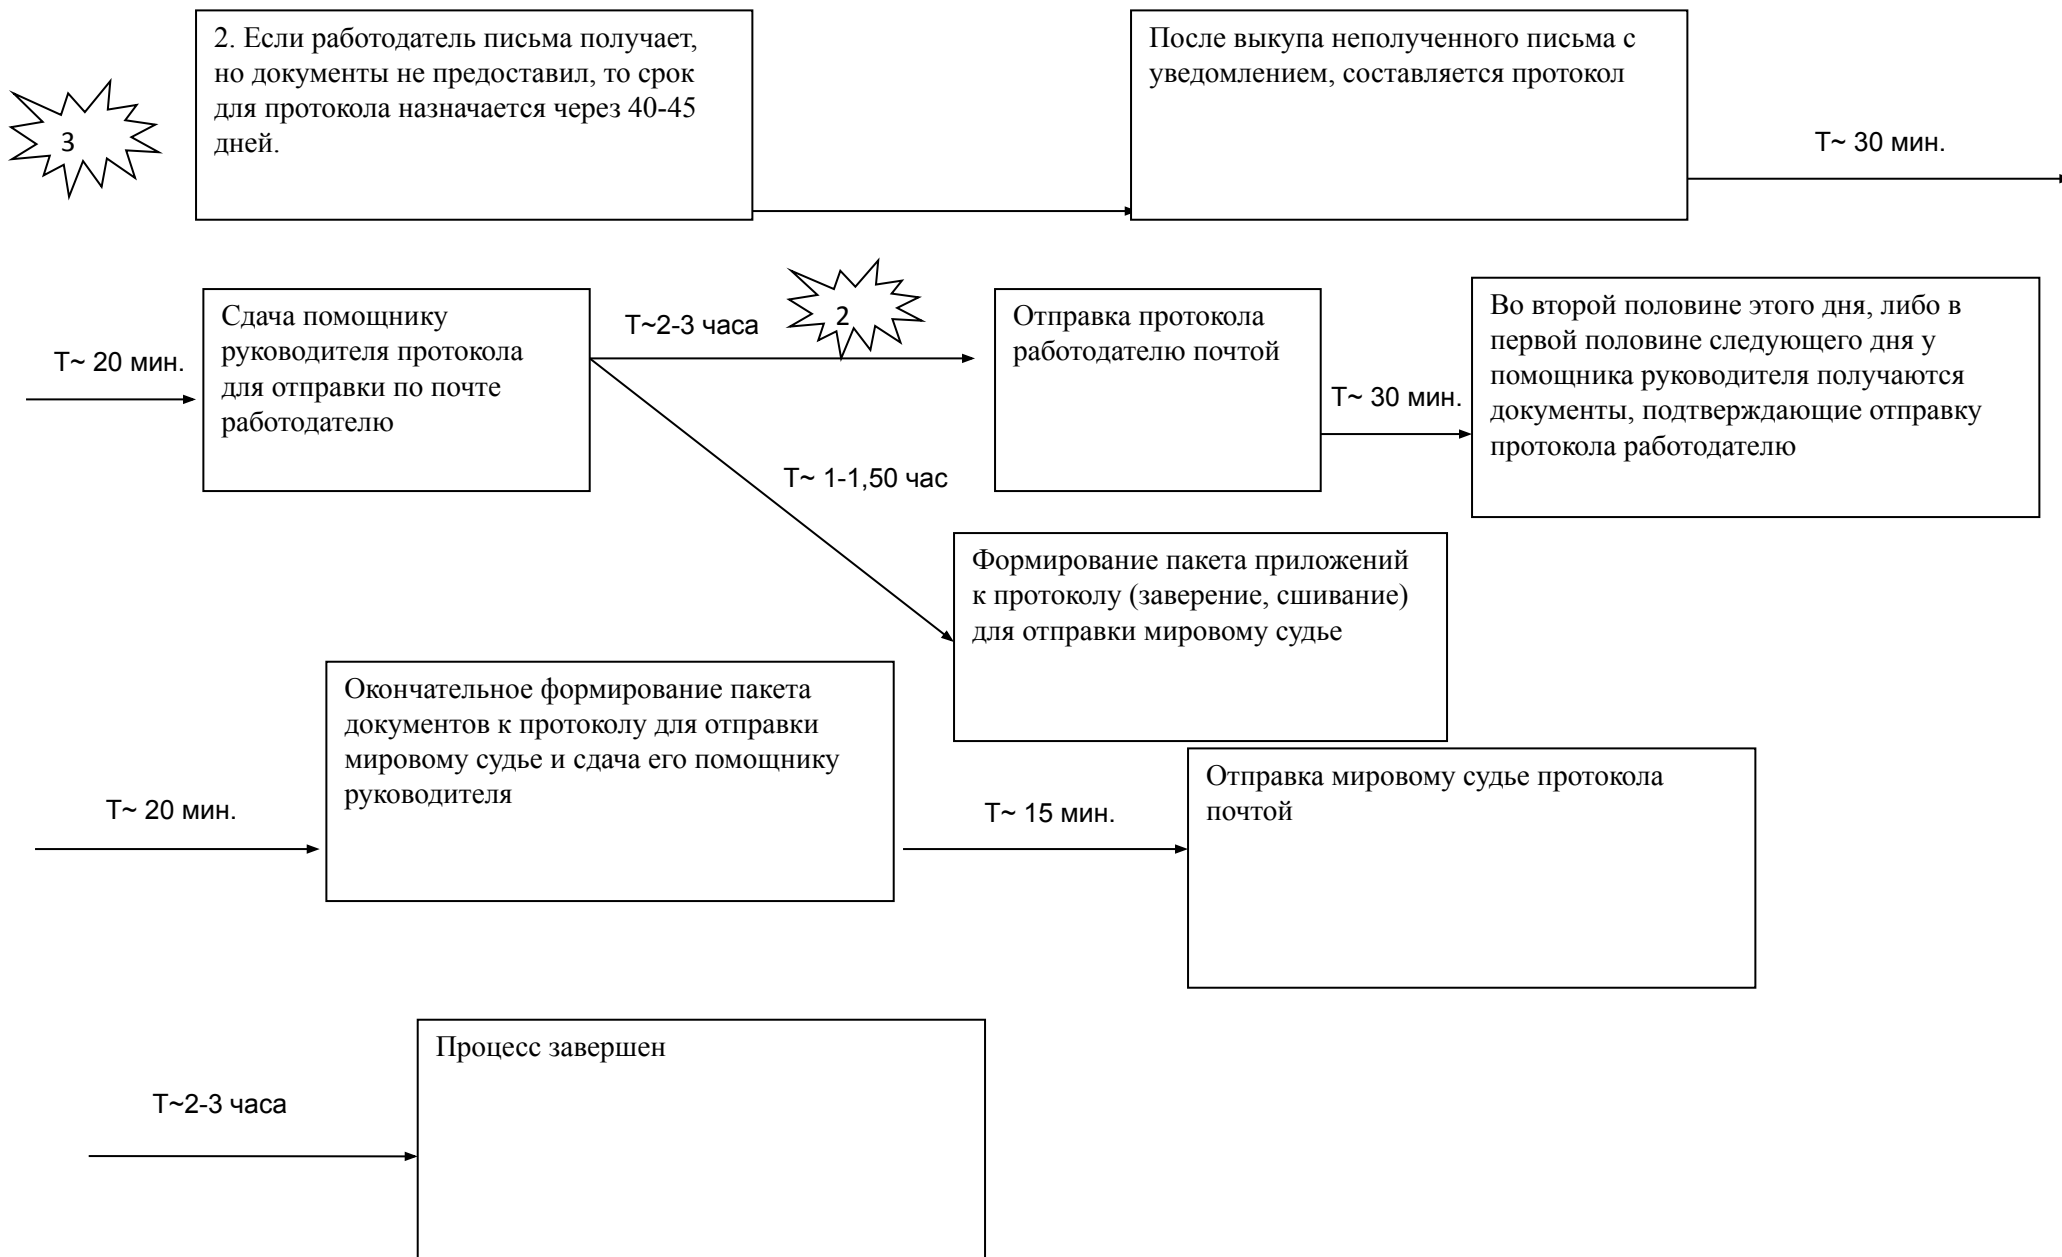 2. Если работодатель письма получает,
но документы не предоставил, то срок
для протокола назначается через 40-45
дней.
После выкупа неполученного письма с
уведомлением, составляется протокол
3
T~ 30 мин.
T~ 20 мин.
Сдача помощнику
руководителя протокола
для отправки по почте
работодателю
T~2-3 часа
2
Отправка протокола
работодателю почтой
T~ 30 мин.
Во второй половине этого дня, либо в
первой половине следующего дня у
помощника руководителя получаются
документы, подтверждающие отправку
протокола работодателю
T~ 1-1,50 час
Формирование пакета приложений
к протоколу (заверение, сшивание)
для отправки мировому судье
T~ 20 мин.
Окончательное формирование пакета
документов к протоколу для отправки
мировому судье и сдача его помощнику
руководителя
T~ 15 мин.
Отправка мировому судье протокола
почтой
T~2-3 часа
Процесс завершен